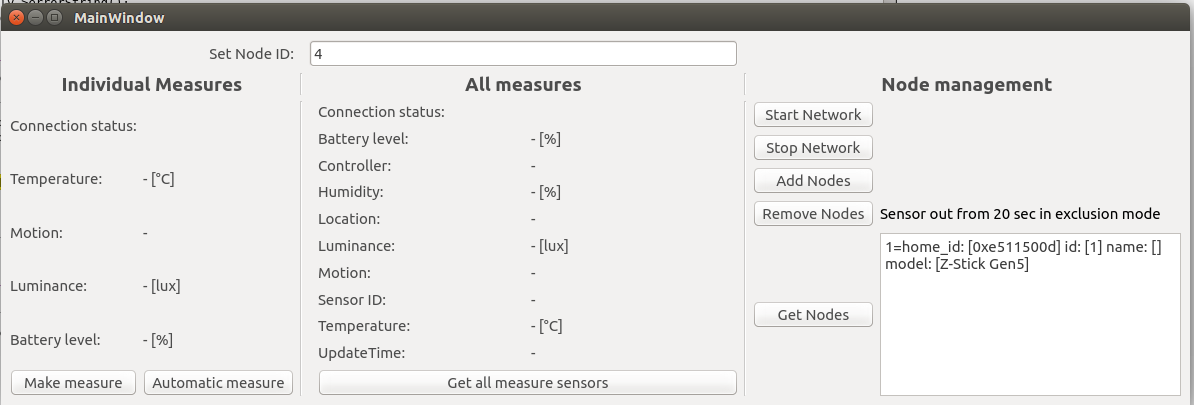 MainWindow
Set Node ID: 4
Individual Measures
Connection status:
Temperature: - [°C]
Motion: -
Luminance: - [lux]
Battery level: - [%]
Make measure Automatic measure
All measures
Connection status:
Battery level: - [%]
Controller: -
Humidity: - [%]
Location: -
Luminance: - [lux]
Motion: -
Sensor ID: -
Temperature: - [°C]
UpdateTime: -
Get all measure sensors
Node management
Start Network
Stop Network
Add Nodes
Remove Nodes Sensor out from 20 sec in exclusion mode
1=home_id: [0xe511500d] id: [1] name: []
model: [Z-Stick Gen5]
Get Nodes